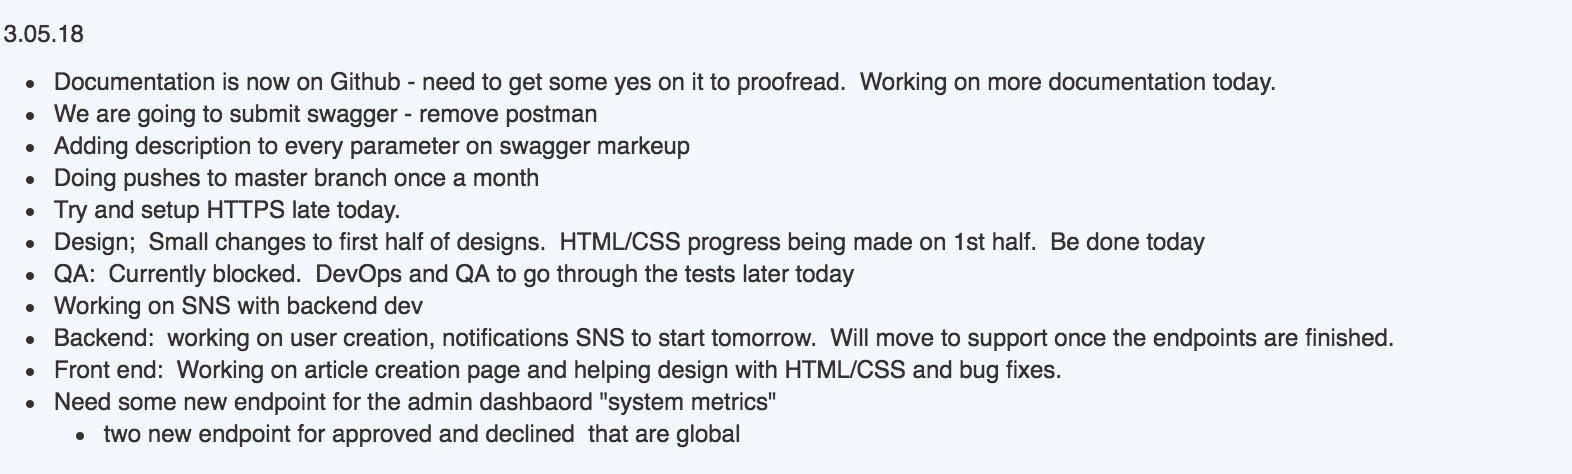 3.05.18
Documentation is now on Github - need to get some yes on it to proofread.  Working on more documentation today.
We are going to submit swagger - remove postman
Adding description to every parameter on swagger markeup
Doing pushes to master branch once a month
Try and setup HTTPS late today.
Design;  Small changes to first half of designs.  HTML/CSS progress being made on 1st half.  Be done today
QA:  Currently blocked.  DevOps and QA to go through the tests later today
Working on SNS with backend dev
Backend:  working on user creation, notifications SNS to start tomorrow.  Will move to support once the endpoints are finished.
Front end:  Working on article creation page and helping design with HTML/CSS and bug fixes.
Need some new endpoint for the admin dashbaord "system metrics"
two new endpoint for approved and declined  that are global